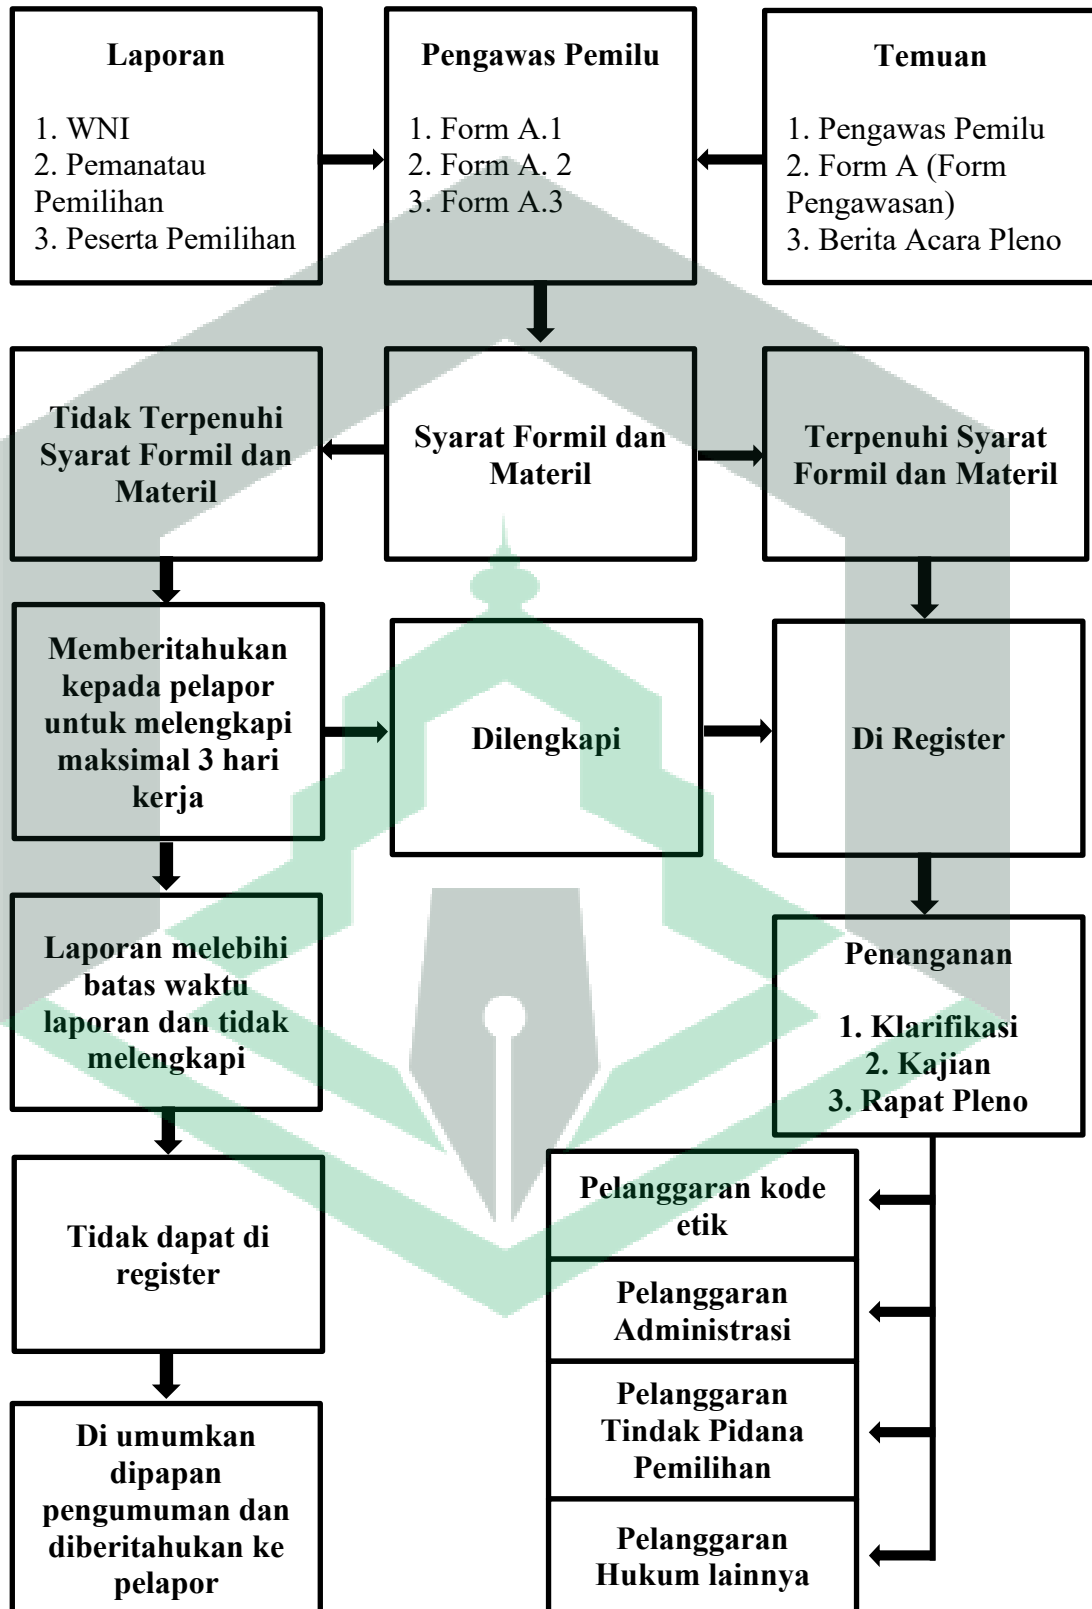 Laporan
1. WNI
2. Pemanatau
Pemilihan
3. Peserta Pemilihan
Pengawas Pemilu
1. Form A.1
2. Form A. 2
3. Form A.3
Temuan
1. Pengawas Pemilu
2. Form A (Form
Pengawasan)
3. Berita Acara Pleno
Tidak Terpenuhi
Syarat Formil dan
Materil
Syarat Formil dan
Materil
Terpenuhi Syarat
Formil dan Materil
Memberitahukan
kepada pelapor
untuk melengkapi
maksimal 3 hari
kerja
Dilengkapi
Di Register
Laporan melebihi
batas waktu
laporan dan tidak
melengkapi
Penanganan
1. Klarifikasi
2. Kajian
3. Rapat Pleno
Tidak dapat di
register
Pelanggaran kode
etik
Pelanggaran
Administrasi
Pelanggaran
Tindak Pidana
Pemilihan
Pelanggaran
Hukum lainnya
Di umumkan
dipapan
pengumuman dan
diberitahukan ke
pelapor